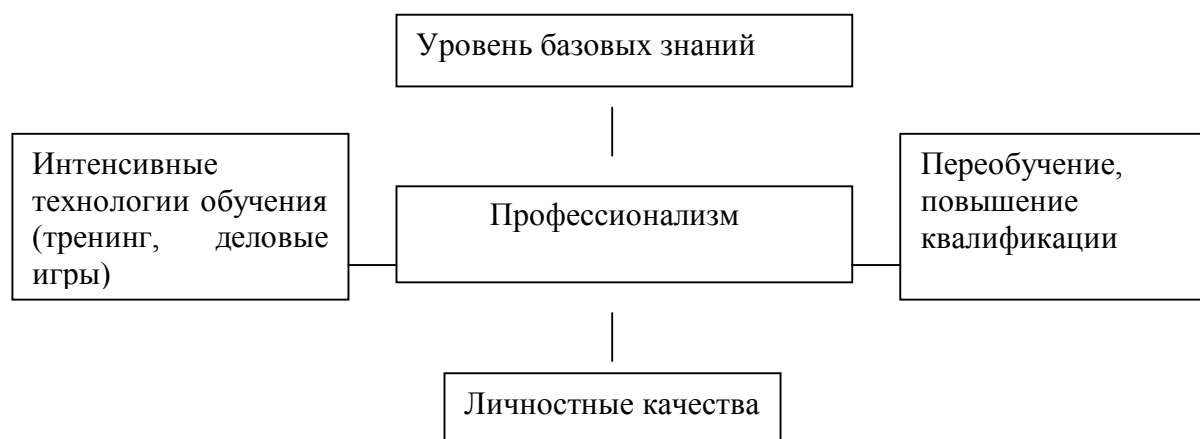 Уровень базовых знаний
Интенсивные
технологии обучения
(тренинг, деловые
игры)
Профессионализм
Переобучение,
повышение
квалификации
Личностные качества